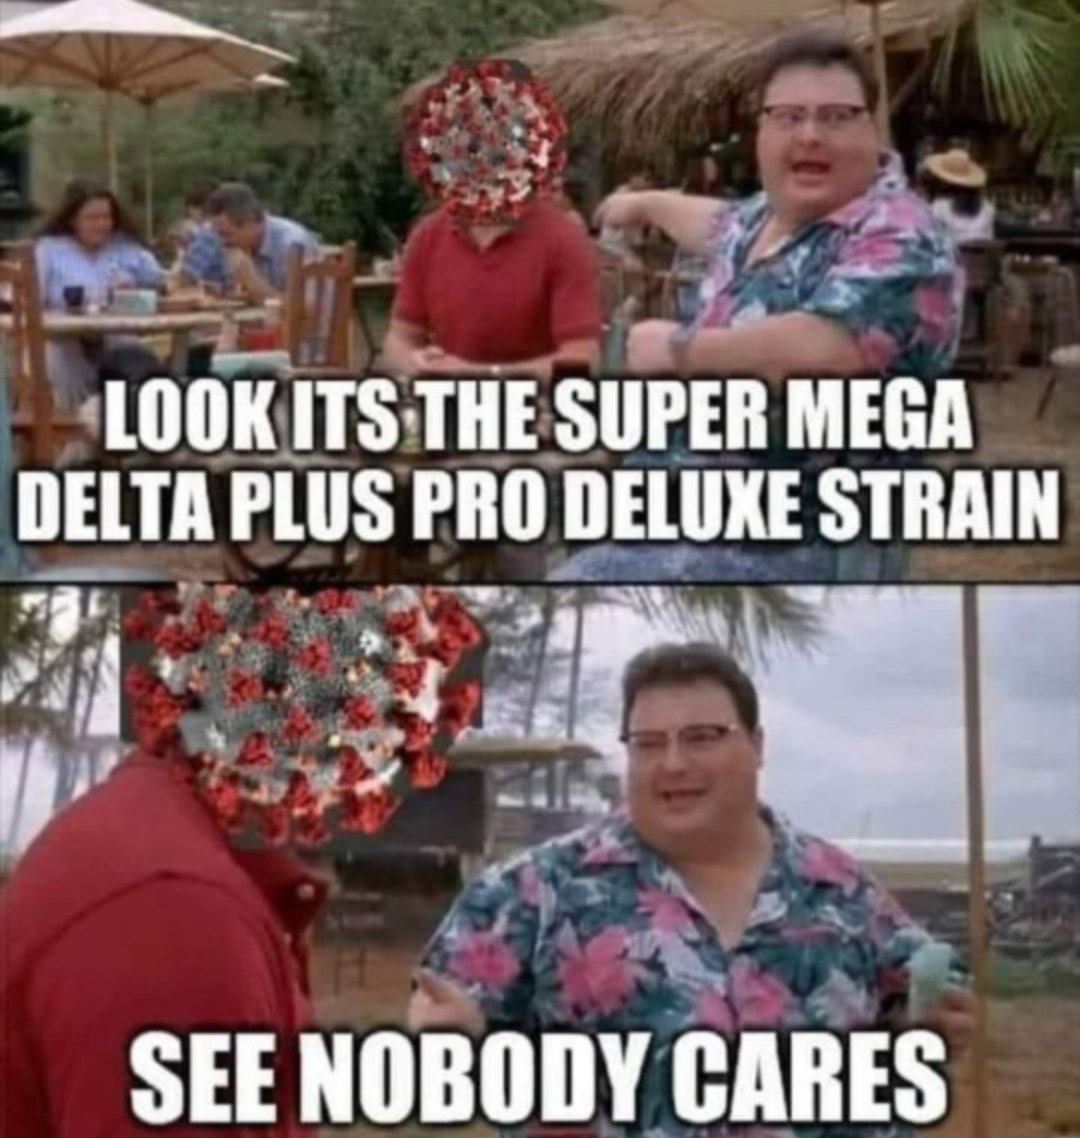 LOOK ITS THE SUPER MEGA
DELTA PLUS PRO DELUXE STRAIN
SEE NOBODY CARES